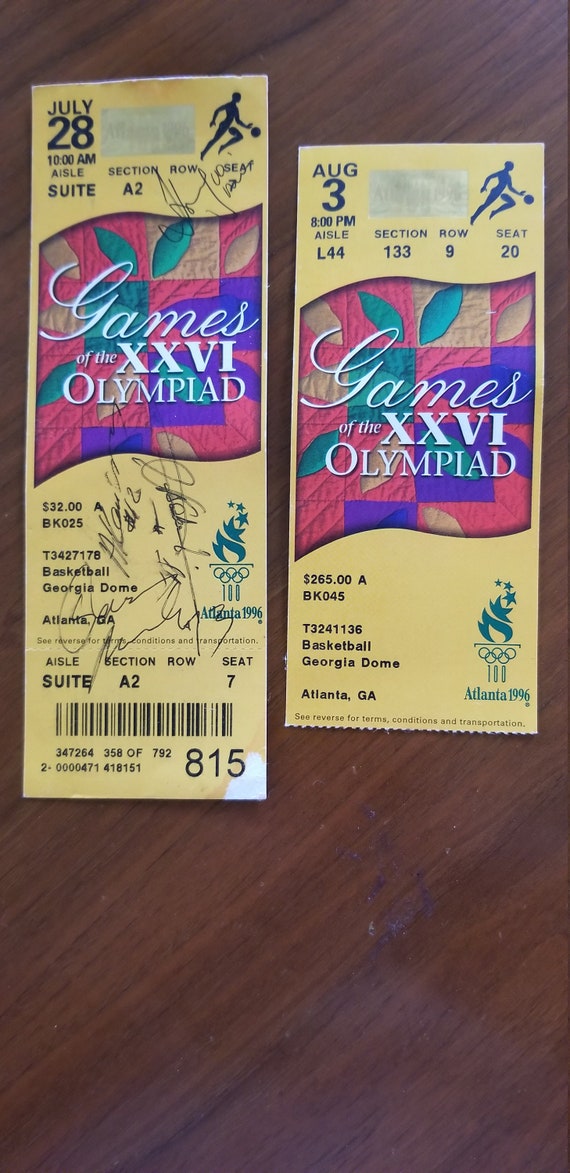 JULY
28
10:00 AM
AISLE SECTION ROW SEAT
SUITE A2
Games
of the XXVI
OLYMPIAD
$32.00 A
BK025
T3427178
Basketball
Georgia Dome
Atlanta, GA
Atlanta 1996
See reverse for terms, conditions and transportation.
AISLE SECTION ROW SEAT
SUITE A2 7
347264 358 OF 792
2- 0000471 418151
815
AUG
3
8:00 PM
AISLE SECTION ROW SEAT
L44 133 9 20
Games
of the XXVI
OLYMPIAD
$265.00 A
BK045
T3241136
Basketball
Georgia Dome
Atlanta, GA
Atlanta 1996
See reverse for terms, conditions and transportation.